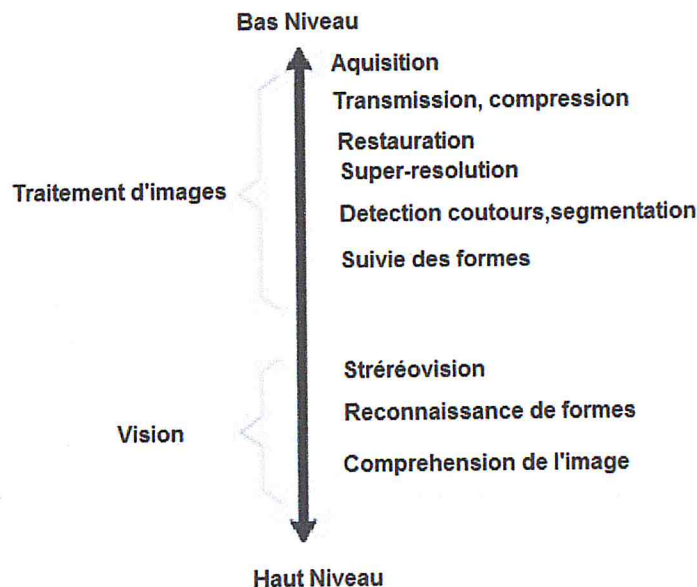 Bas Niveau
Aquisition
Transmission, compression
Restauration
Super-resolution
Traitement d'images
Detection coutours,segmentation
Suivie des formes
Stréréovision
Reconnaissance de formes
Vision
Comprehension de l'image
Haut Niveau